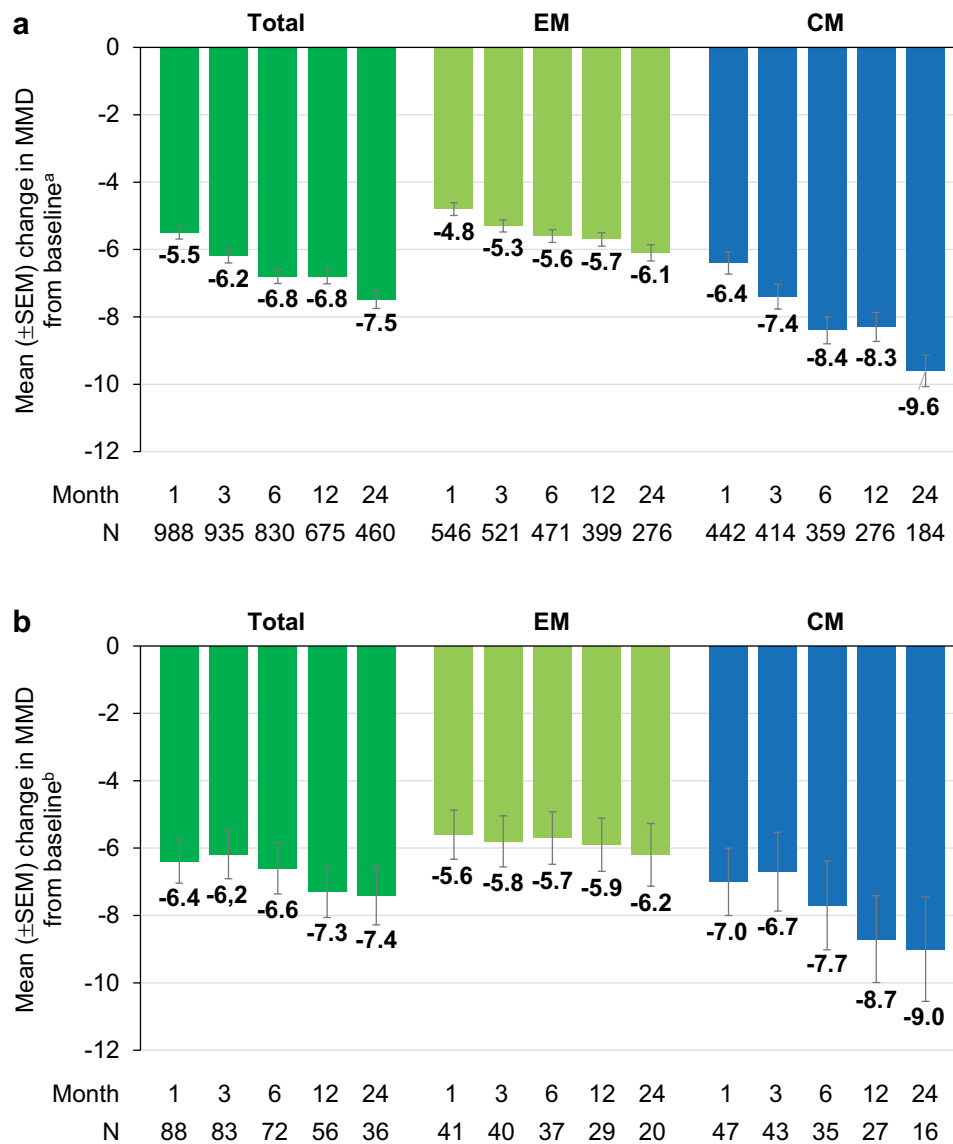 a
Total EM CM
Mean (±SEM) change in MMD
from baselineᵃ
0
-2
-4
-6
-8
-10
-12
-5.5 -6.2 -6.8 -6.8 -7.5 -4.8 -5.3 -5.6 -5.7 -6.1 -6.4 -7.4 -8.4 -8.3 -9.6
Month 1 3 6 12 24 1 3 6 12 24 1 3 6 12 24
N 988 935 830 675 460 546 521 471 399 276 442 414 359 276 184
b
Total EM CM
Mean (±SEM) change in MMD
from baselineᵇ
0
-2
-4
-6
-8
-10
-12
-6.4 -6,2 -6.6 -7.3 -7.4 -5.6 -5.8 -5.7 -5.9 -6.2 -7.0 -6.7 -7.7 -8.7 -9.0
Month 1 3 6 12 24 1 3 6 12 24 1 3 6 12 24
N 88 83 72 56 36 41 40 37 29 20 47 43 35 27 16